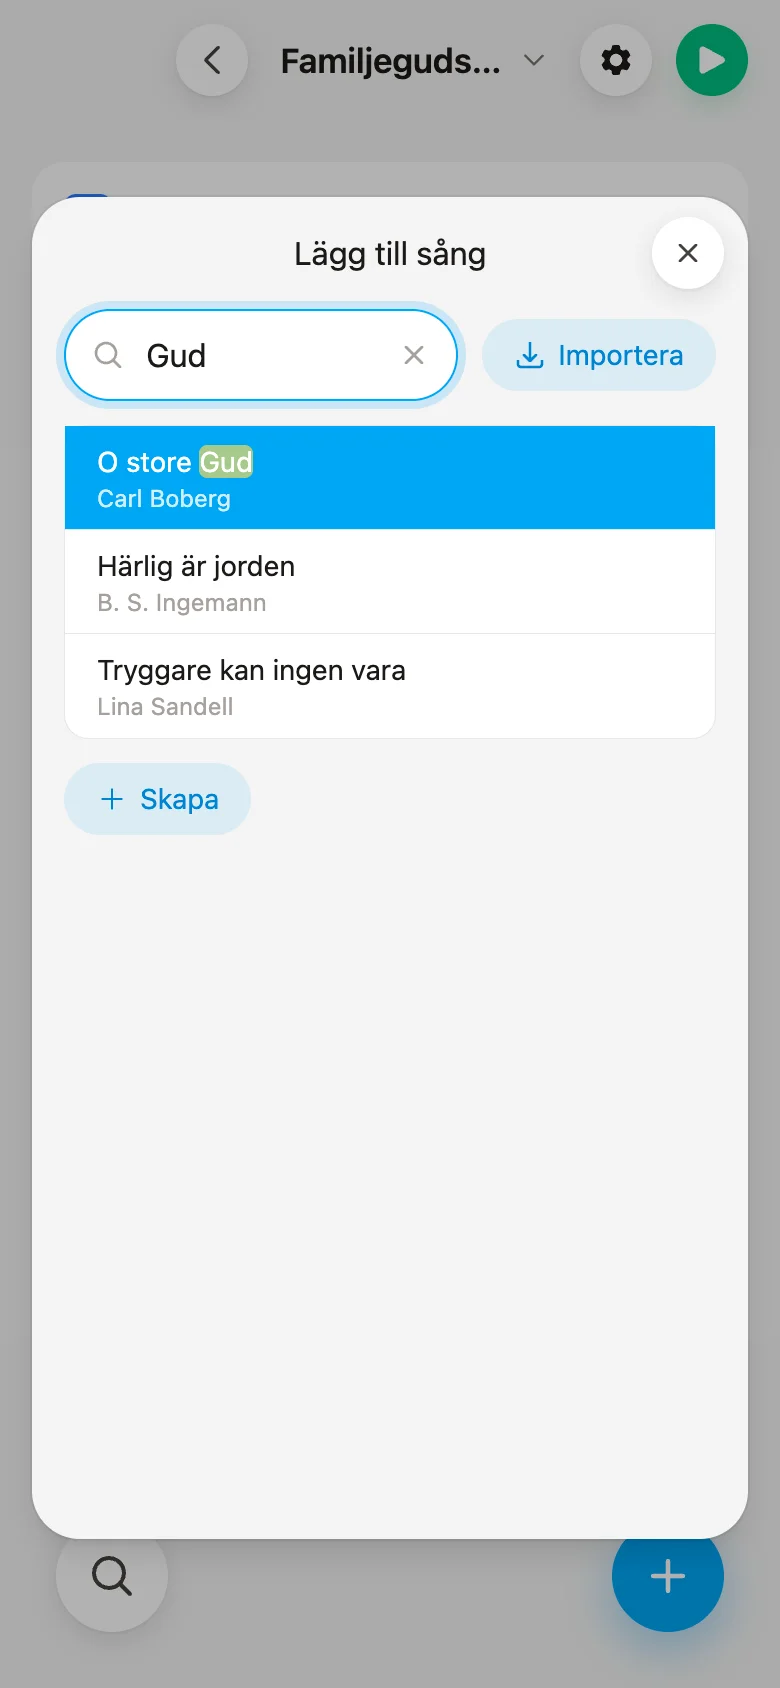 Familjeguds...
Lägg till sång
Gud
Importera
O store Gud
Carl Boberg
Härlig är jorden
B. S. Ingemann
Tryggare kan ingen vara
Lina Sandell
Skapa